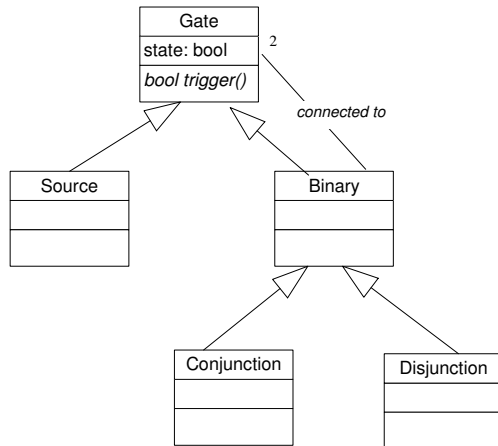 Gate
state: bool
2
bool trigger()
connected to
Source
Binary
Conjunction
Disjunction